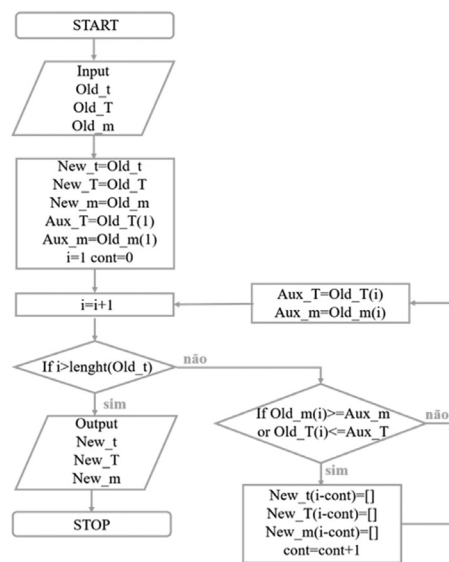 START
Input
Old_t
Old_T
Old_m
New_t=Old_t
New_T=Old_T
New_m=Old_m
Aux_T=Old_T(1)
Aux_m=Old_m(1)
i=1 cont=0
i=i+1
Aux_T=Old_T(i)
Aux_m=Old_m(i)
If i>lenght(Old_t)
não
sim
If Old_m(i)>=Aux_m
or Old_T(i)<=Aux_T
não
sim
Output
New_t
New_T
New_m
New_t(i-cont)=[]
New_T(i-cont)=[]
New_m(i-cont)=[]
cont=cont+1
STOP